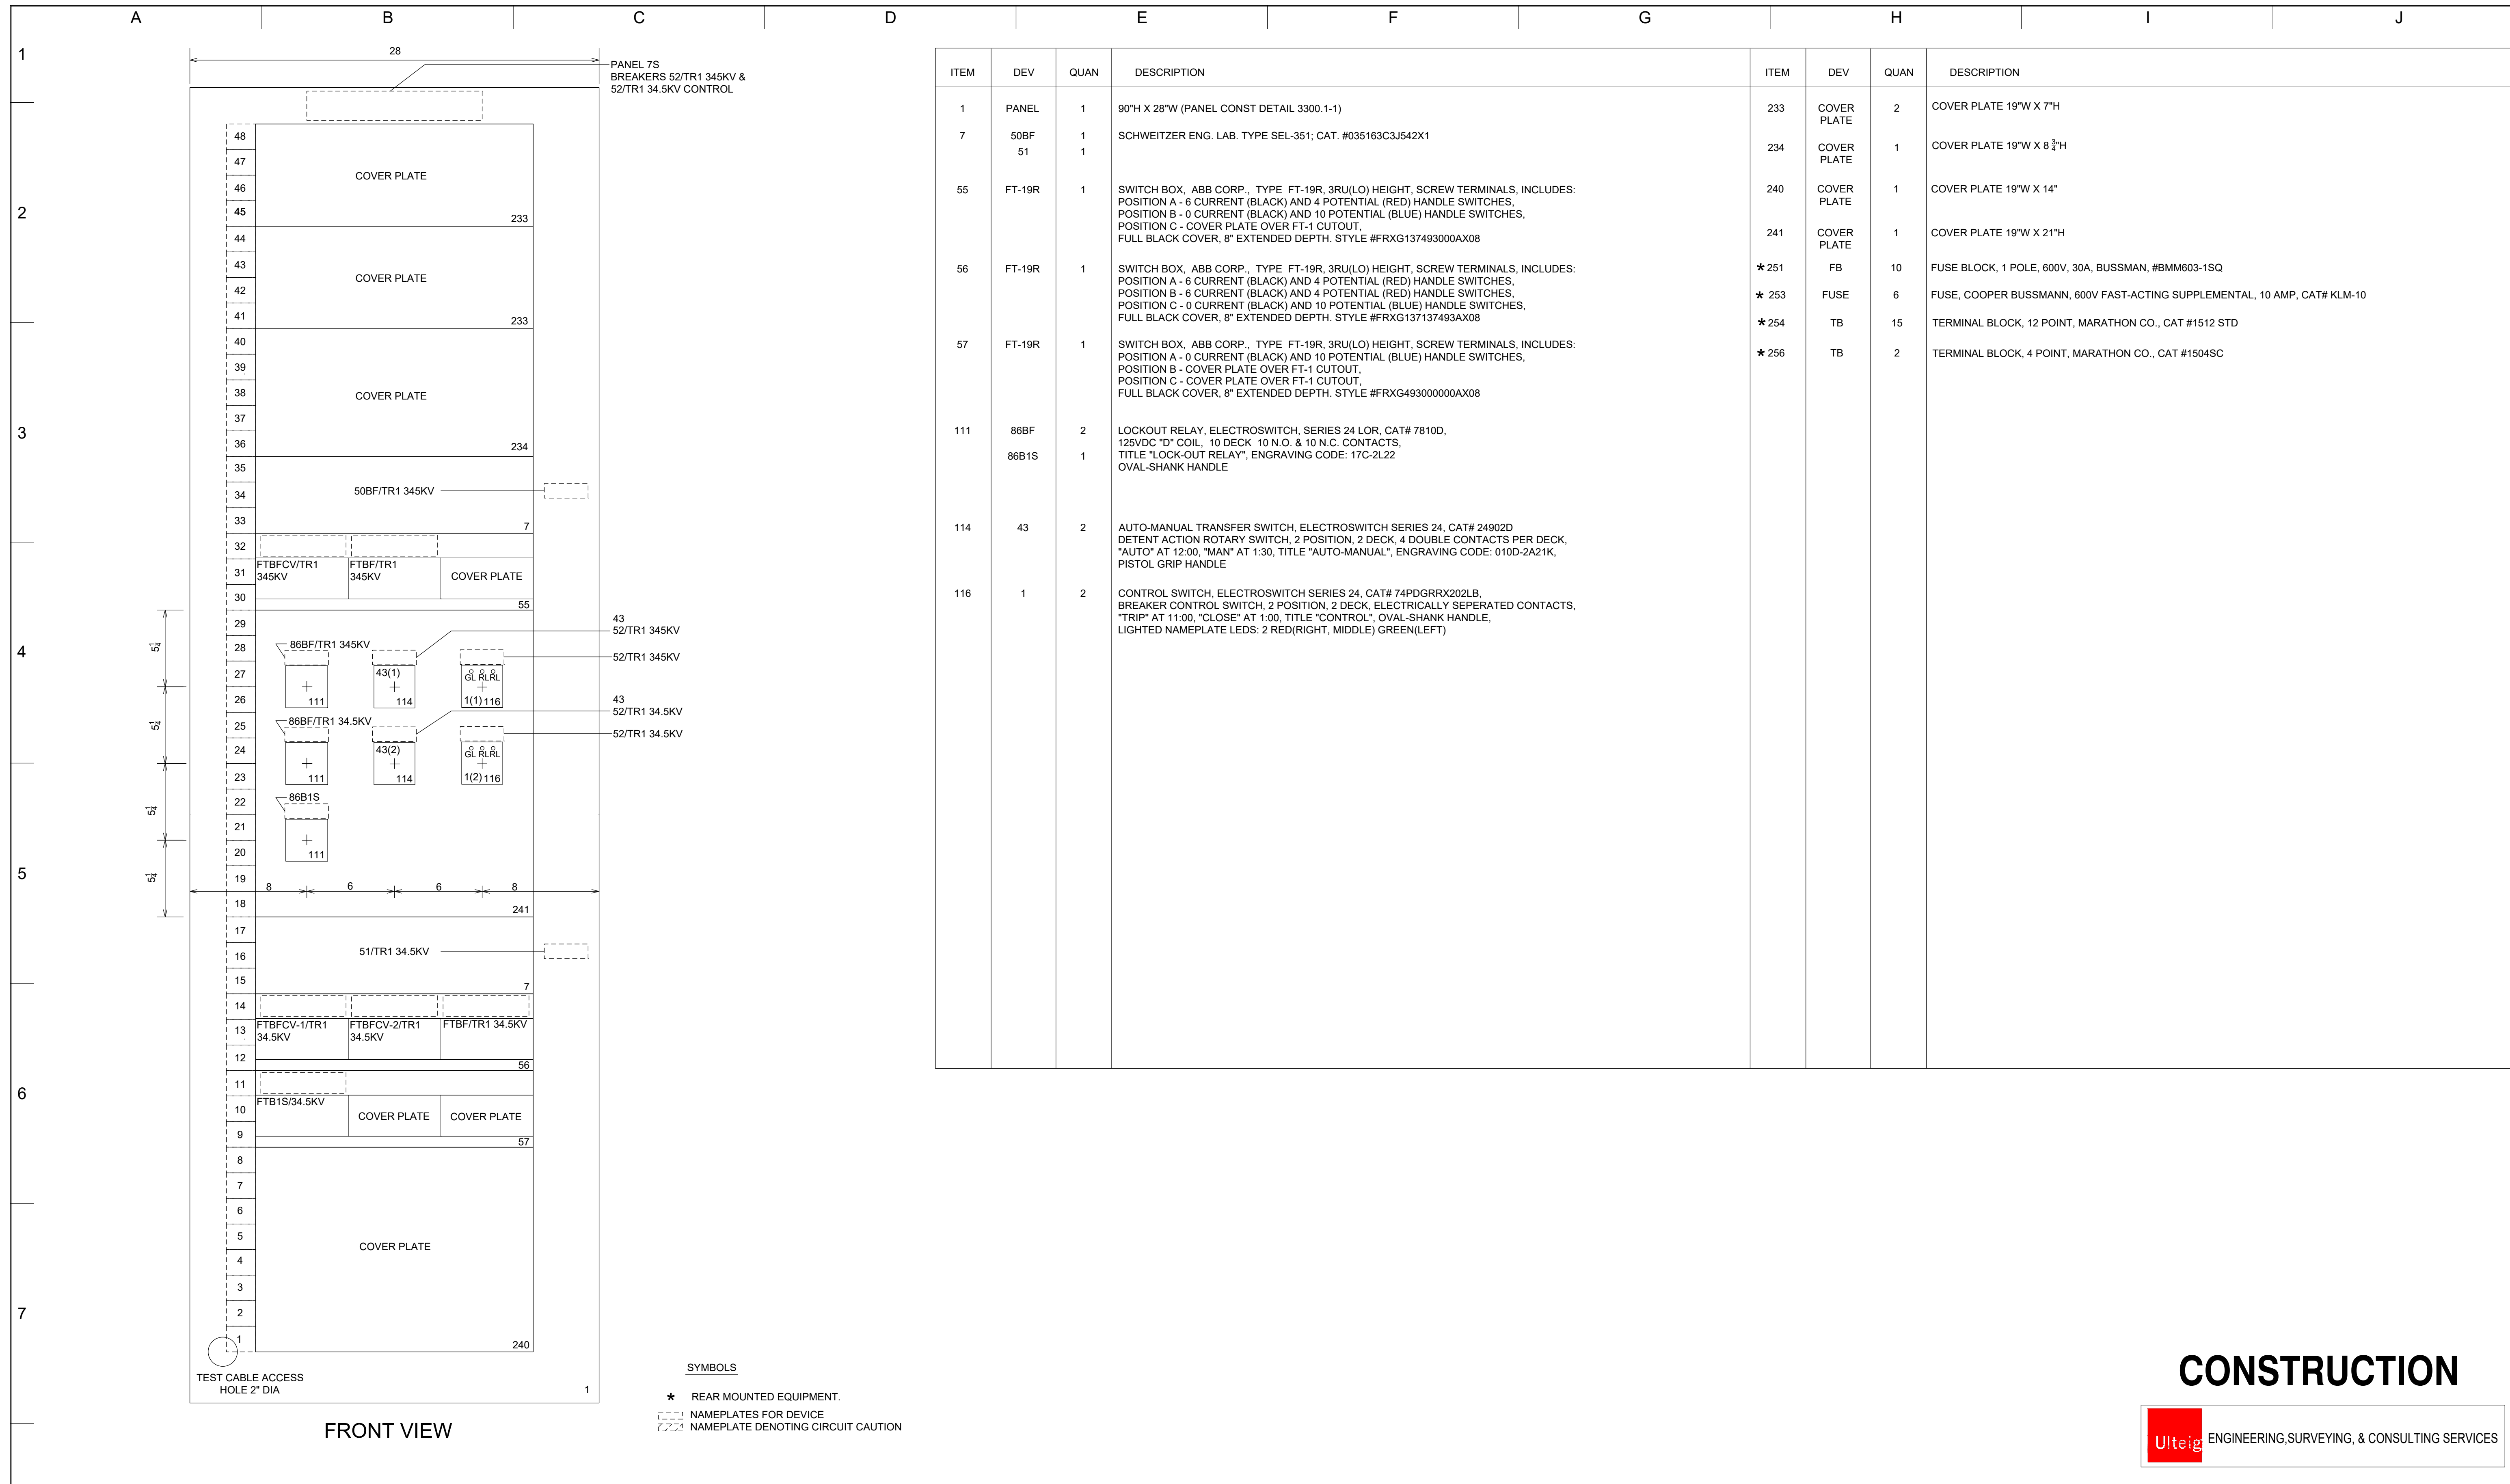 A B C D E F G H I J
1
2
3
4
5
6
7
28
PANEL 7S
BREAKERS 52/TR1 345KV &
52/TR1 34.5KV CONTROL
48
47
COVER PLATE
46
45
233
44
43
COVER PLATE
42
41
233
40
39
38
COVER PLATE
37
36
234
35
34
50BF/TR1 345KV
33
7
32
31
FTBFCV/TR1
345KV
FTBF/TR1
345KV
COVER PLATE
30
55
29
43
52/TR1 345KV
5¼
28
86BF/TR1 345KV
52/TR1 345KV
27
43(1)
GL RLRL
26
111
114
1(1) 116
43
52/TR1 34.5KV
5¼
25
86BF/TR1 34.5KV
52/TR1 34.5KV
24
43(2)
GL RLRL
23
111
114
1(2) 116
22
86B1S
5¼
21
20
111
5¼
19
8 6 6 8
18
241
17
16
51/TR1 34.5KV
15
7
14
13
FTBFCV-1/TR1
34.5KV
FTBFCV-2/TR1
34.5KV
FTBF/TR1 34.5KV
12
56
11
10
FTB1S/34.5KV
COVER PLATE
COVER PLATE
9
57
8
7
6
5
COVER PLATE
4
3
2
1
240
TEST CABLE ACCESS
HOLE 2" DIA
1
FRONT VIEW
SYMBOLS
* REAR MOUNTED EQUIPMENT.
NAMEPLATES FOR DEVICE
NAMEPLATE DENOTING CIRCUIT CAUTION
ITEM DEV QUAN DESCRIPTION
1 PANEL 1 90"H X 28"W (PANEL CONST DETAIL 3300.1-1)
7 50BF 1 SCHWEITZER ENG. LAB. TYPE SEL-351; CAT. #035163C3J542X1
51 1
55 FT-19R 1 SWITCH BOX, ABB CORP., TYPE FT-19R, 3RU(LO) HEIGHT, SCREW TERMINALS, INCLUDES:
POSITION A - 6 CURRENT (BLACK) AND 4 POTENTIAL (RED) HANDLE SWITCHES,
POSITION B - 0 CURRENT (BLACK) AND 10 POTENTIAL (BLUE) HANDLE SWITCHES,
POSITION C - COVER PLATE OVER FT-1 CUTOUT,
FULL BLACK COVER, 8" EXTENDED DEPTH. STYLE #FRXG137493000AX08
56 FT-19R 1 SWITCH BOX, ABB CORP., TYPE FT-19R, 3RU(LO) HEIGHT, SCREW TERMINALS, INCLUDES:
POSITION A - 6 CURRENT (BLACK) AND 4 POTENTIAL (RED) HANDLE SWITCHES,
POSITION B - 6 CURRENT (BLACK) AND 4 POTENTIAL (RED) HANDLE SWITCHES,
POSITION C - 0 CURRENT (BLACK) AND 10 POTENTIAL (BLUE) HANDLE SWITCHES,
FULL BLACK COVER, 8" EXTENDED DEPTH. STYLE #FRXG137137493AX08
57 FT-19R 1 SWITCH BOX, ABB CORP., TYPE FT-19R, 3RU(LO) HEIGHT, SCREW TERMINALS, INCLUDES:
POSITION A - 0 CURRENT (BLACK) AND 10 POTENTIAL (BLUE) HANDLE SWITCHES,
POSITION B - COVER PLATE OVER FT-1 CUTOUT,
POSITION C - COVER PLATE OVER FT-1 CUTOUT,
FULL BLACK COVER, 8" EXTENDED DEPTH. STYLE #FRXG493000000AX08
111 86BF 2 LOCKOUT RELAY, ELECTROSWITCH, SERIES 24 LOR, CAT# 7810D,
125VDC "D" COIL, 10 DECK 10 N.O. & 10 N.C. CONTACTS,
86B1S 1 TITLE "LOCK-OUT RELAY", ENGRAVING CODE: 17C-2L22
OVAL-SHANK HANDLE
114 43 2 AUTO-MANUAL TRANSFER SWITCH, ELECTROSWITCH SERIES 24, CAT# 24902D
DETENT ACTION ROTARY SWITCH, 2 POSITION, 2 DECK, 4 DOUBLE CONTACTS PER DECK,
"AUTO" AT 12:00, "MAN" AT 1:30, TITLE "AUTO-MANUAL", ENGRAVING CODE: 010D-2A21K,
PISTOL GRIP HANDLE
116 1 2 CONTROL SWITCH, ELECTROSWITCH SERIES 24, CAT# 74PDGRRX202LB,
BREAKER CONTROL SWITCH, 2 POSITION, 2 DECK, ELECTRICALLY SEPERATED CONTACTS,
"TRIP" AT 11:00, "CLOSE" AT 1:00, TITLE "CONTROL", OVAL-SHANK HANDLE,
LIGHTED NAMEPLATE LEDS: 2 RED(RIGHT, MIDDLE) GREEN(LEFT)
ITEM DEV QUAN DESCRIPTION
233 COVER 2 COVER PLATE 19"W X 7"H
PLATE
234 COVER 1 COVER PLATE 19"W X 8 ¾"H
PLATE
240 COVER 1 COVER PLATE 19"W X 14"
PLATE
241 COVER 1 COVER PLATE 19"W X 21"H
PLATE
* 251 FB 10 FUSE BLOCK, 1 POLE, 600V, 30A, BUSSMAN, #BMM603-1SQ
* 253 FUSE 6 FUSE, COOPER BUSSMANN, 600V FAST-ACTING SUPPLEMENTAL, 10 AMP, CAT# KLM-10
* 254 TB 15 TERMINAL BLOCK, 12 POINT, MARATHON CO., CAT #1512 STD
* 256 TB 2 TERMINAL BLOCK, 4 POINT, MARATHON CO., CAT #1504SC
CONSTRUCTION
Ulteig ENGINEERING,SURVEYING, & CONSULTING SERVICES